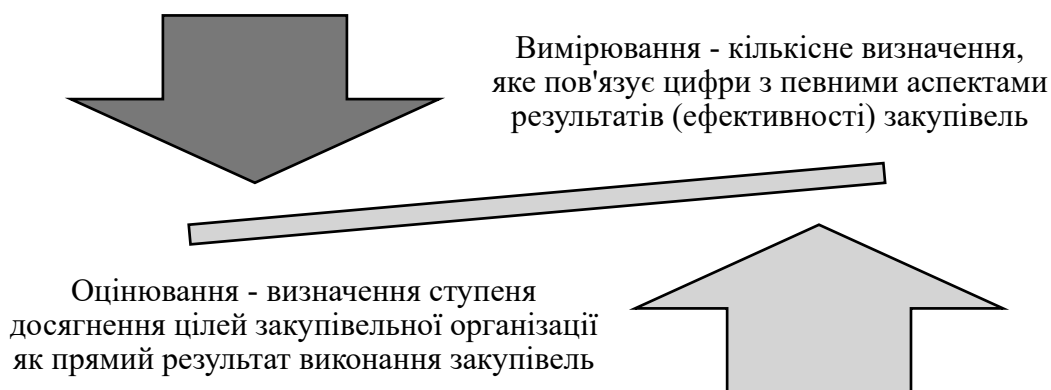 Вимірювання - кількісне визначення,
яке пов'язує цифри з певними аспектами
результатів (ефективності) закупівель
Оцінювання - визначення ступеня
досягнення цілей закупівельної організації
як прямий результат виконання закупівель